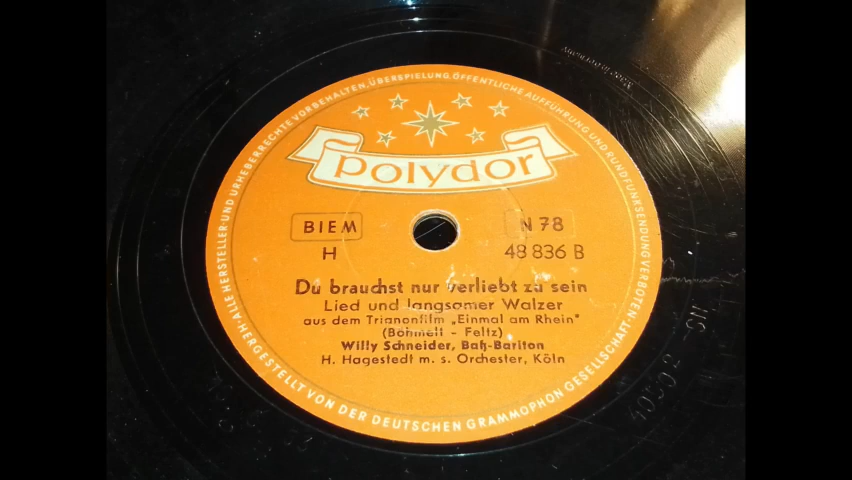 ALLE HERSTELLER-UND URHEBERRECHTE VORBEHALTEN. ÜBERSPIELUNG, ÖFFENTLICHE AUFFÜHRUNG UND RUNDFUNKSENDUNG VERBOTEN
polydor
BIEM
N 78
H
48 836 B
Du brauchst nur verliebt zu sein
Lied und langsamer Walzer
aus dem Trianonfilm „Einmal am Rhein"
(Böhmelt - Feltz)
Willy Schneider, Baß-Bariton
H. Hagestedt m. s. Orchester, Köln
HERGESTELLT VON DER DEUTSCHEN GRAMMOPHON GESELLSCHAFT